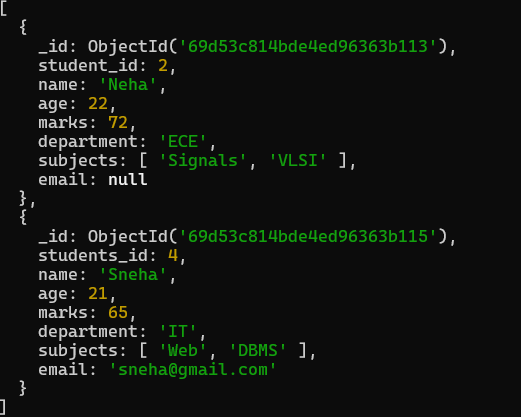 [
  {
    _id: ObjectId('69d53c814bde4ed96363b113'),
    student_id: 2,
    name: 'Neha',
    age: 22,
    marks: 72,
    department: 'ECE',
    subjects: [ 'Signals', 'VLSI' ],
    email: null
  },
  {
    _id: ObjectId('69d53c814bde4ed96363b115'),
    students_id: 4,
    name: 'Sneha',
    age: 21,
    marks: 65,
    department: 'IT',
    subjects: [ 'Web', 'DBMS' ],
    email: 'sneha@gmail.com'
  }
]